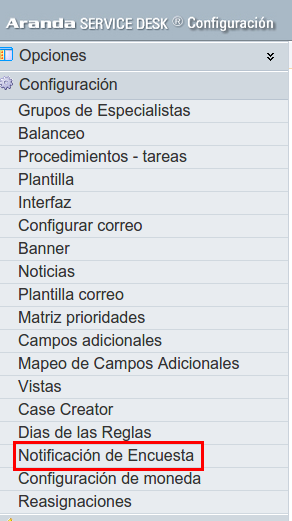 Aranda SERVICE DESK ® Configuración
Opciones
Configuración
Grupos de Especialistas
Balanceo
Procedimientos - tareas
Plantilla
Interfaz
Configurar correo
Banner
Noticias
Plantilla correo
Matriz prioridades
Campos adicionales
Mapeo de Campos Adicionales
Vistas
Case Creator
Dias de las Reglas
Notificación de Encuesta
Configuración de moneda
Reasignaciones